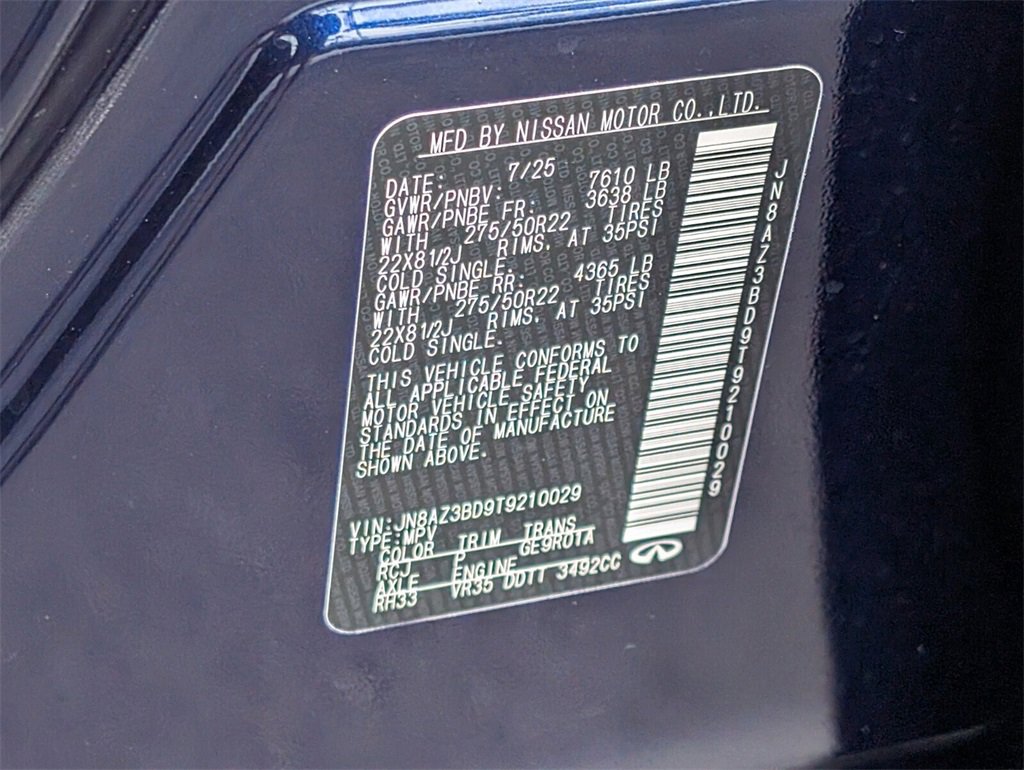 MFD BY NISSAN MOTOR CO.,LTD.
DATE: 7/25
GVWR/PNBV: 7610 LB
GAWR/PNBE FR: 3638 LB
WITH 275/50R22 TIRES
22X81/2J RIMS, AT 35PSI
COLD SINGLE.
GAWR/PNBE RR: 4365 LB
WITH 275/50R22 TIRES
22X81/2J RIMS, AT 35PSI
COLD SINGLE.
THIS VEHICLE CONFORMS TO
ALL APPLICABLE FEDERAL
MOTOR VEHICLE SAFETY
STANDARDS IN EFFECT ON
THE DATE OF MANUFACTURE
SHOWN ABOVE.
VIN:JN8AZ3BD9T9210029
TYPE:MPV
COLOR TRIM TRANS
RCJ P GE9R01A
AXLE ENGINE
RH33 VR35 DDTT 3492CC
JN8AZ3BD9T9210029